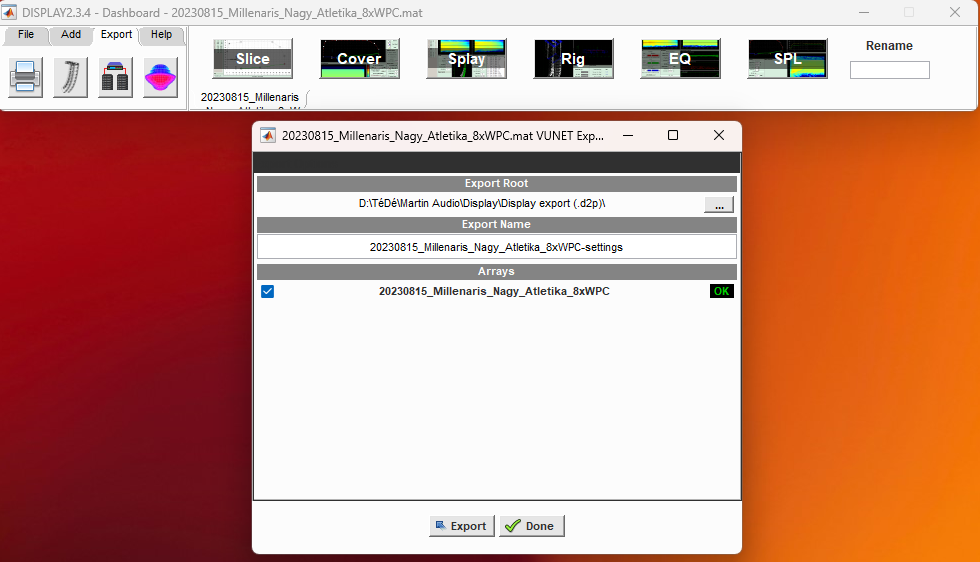 DISPLAY2.3.4 - Dashboard - 20230815_Millenaris_Nagy_Atletika_8xWPC.mat
File Add Export Help
Slice Cover Splay Rig EQ SPL
Rename
20230815_Millenaris
20230815_Millenaris_Nagy_Atletika_8xWPC.mat VUNET Exp...
Export Root
D:\TéDé\Martin Audio\Display\Display export (.d2p)\
...
Export Name
20230815_Millenaris_Nagy_Atletika_8xWPC-settings
Arrays
20230815_Millenaris_Nagy_Atletika_8xWPC OK
Export Done